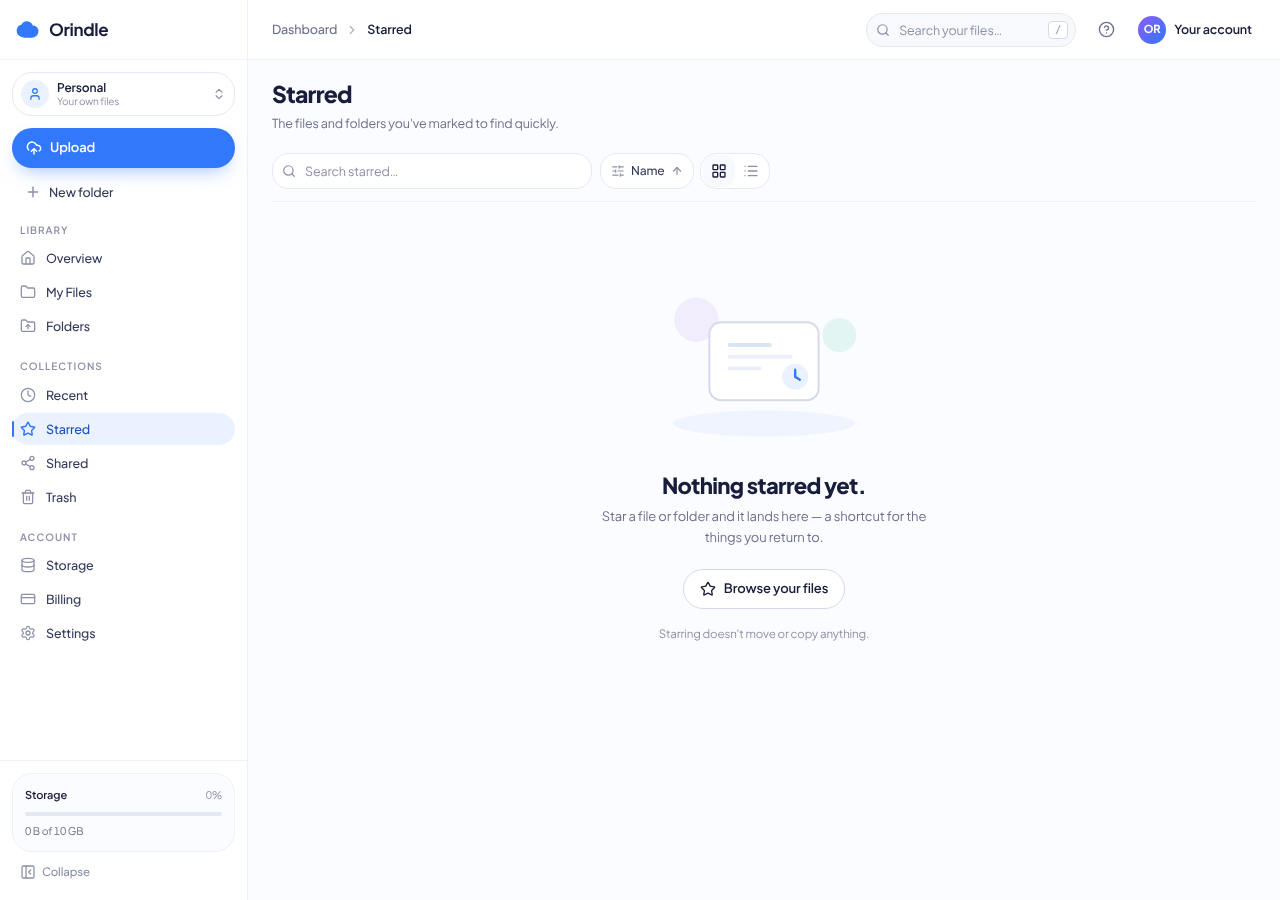 Orindle
Dashboard
Starred
Search your files...
/
OR
Your account
Personal
Your own files
Upload
New folder
LIBRARY
Overview
My Files
Folders
COLLECTIONS
Recent
Starred
Shared
Trash
ACCOUNT
Storage
Billing
Settings
Storage
0%
0 B of 10 GB
Collapse
Starred
The files and folders you've marked to find quickly.
Search starred...
Name
Nothing starred yet.
Star a file or folder and it lands here — a shortcut for the
things you return to.
Browse your files
Starring doesn't move or copy anything.